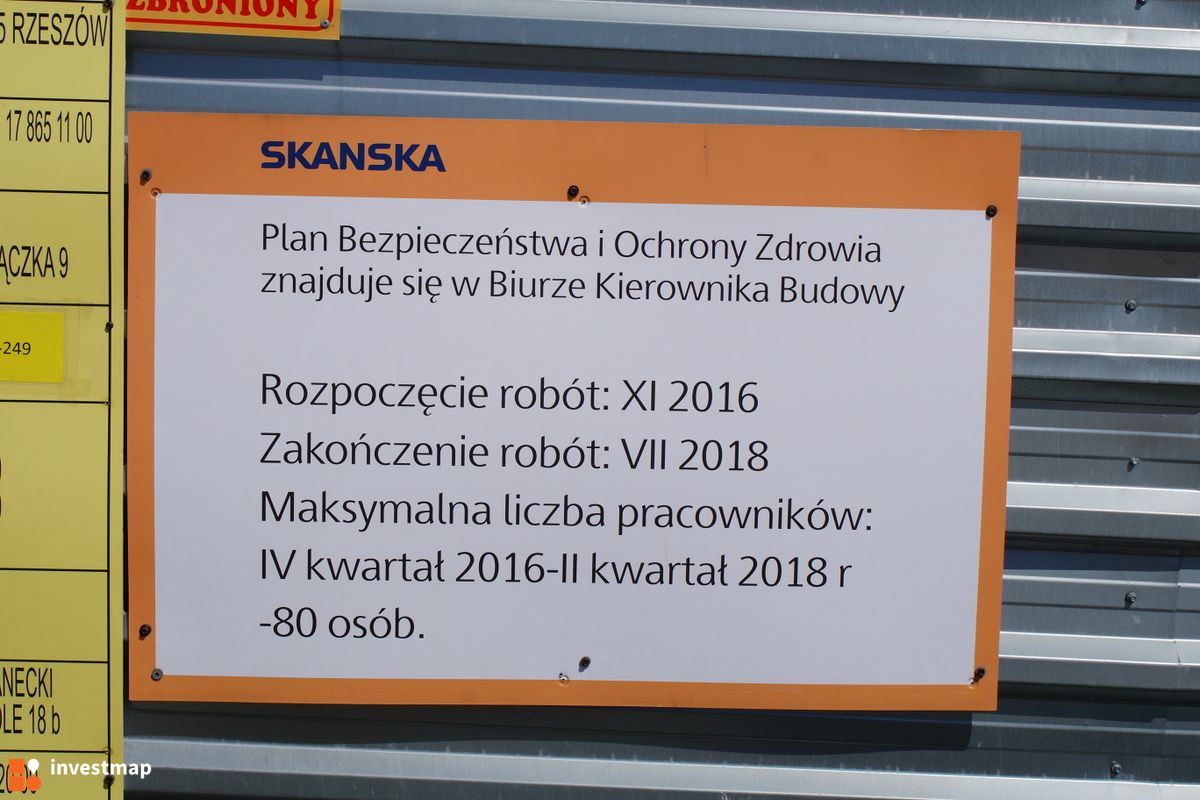 ZBRONIONY
5 RZESZÓW
17 865 11 00
ĄCZKA 9
-249
ANECKI
OLE 18 b
SKANSKA
Plan Bezpieczeństwa i Ochrony Zdrowia
znajduje się w Biurze Kierownika Budowy
Rozpoczęcie robót: XI 2016
Zakończenie robót: VII 2018
Maksymalna liczba pracowników:
IV kwartał 2016-II kwartał 2018 r
-80 osób.
investmap